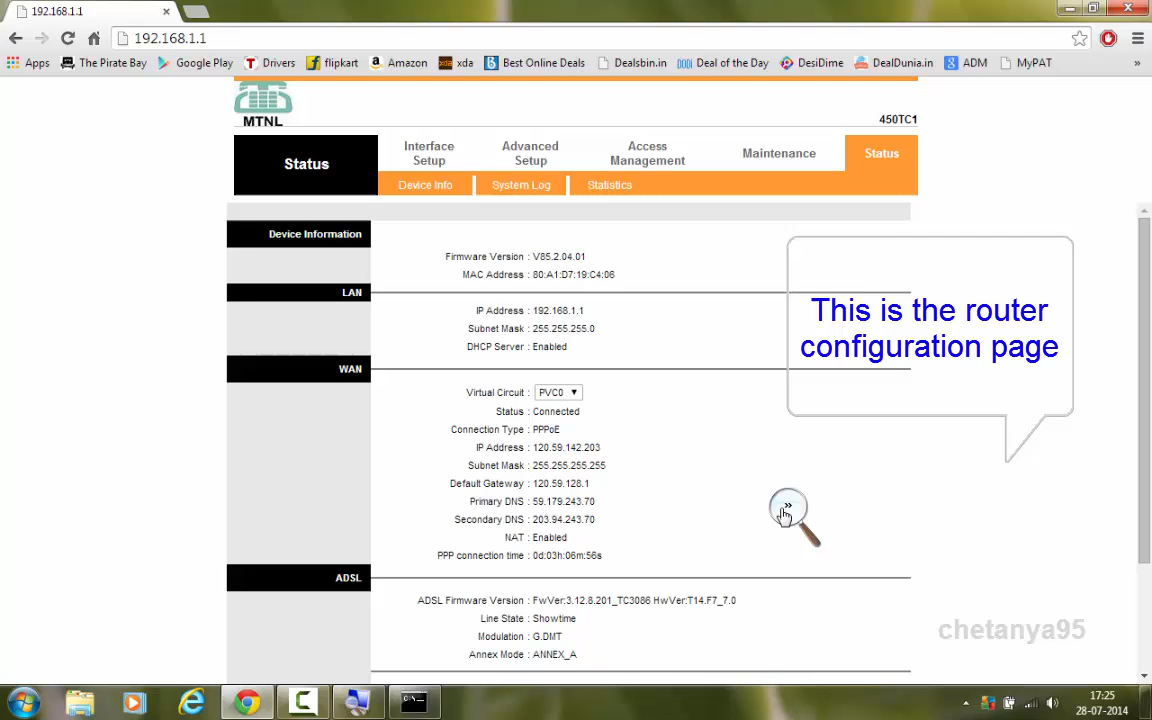 192.168.1.1
192.168.1.1
Apps The Pirate Bay Google Play Drivers flipkart Amazon xda Best Online Deals Dealsbin.in Deal of the Day DesiDime DealDunia.in ADM MyPAT »
MTNL
450TC1
Status
Interface Setup
Advanced Setup
Access Management
Maintenance
Status
Device Info System Log Statistics
Device Information
Firmware Version : V85.2.04.01
MAC Address : 80:A1:D7:19:C4:06
LAN
IP Address : 192.168.1.1
Subnet Mask : 255.255.255.0
DHCP Server : Enabled
This is the router
configuration page
WAN
Virtual Circuit : PVC0
Status : Connected
Connection Type : PPPoE
IP Address : 120.59.142.203
Subnet Mask : 255.255.255.255
Default Gateway : 120.59.128.1
Primary DNS : 59.179.243.70
Secondary DNS : 203.94.243.70
NAT : Enabled
PPP connection time : 0d:03h:06m:56s
»
ADSL
ADSL Firmware Version : FwVer:3.12.8.201_TC3086 HwVer:T14.F7_7.0
Line State : Showtime
Modulation : G.DMT
Annex Mode : ANNEX_A
chetanya95
17:25
28-07-2014